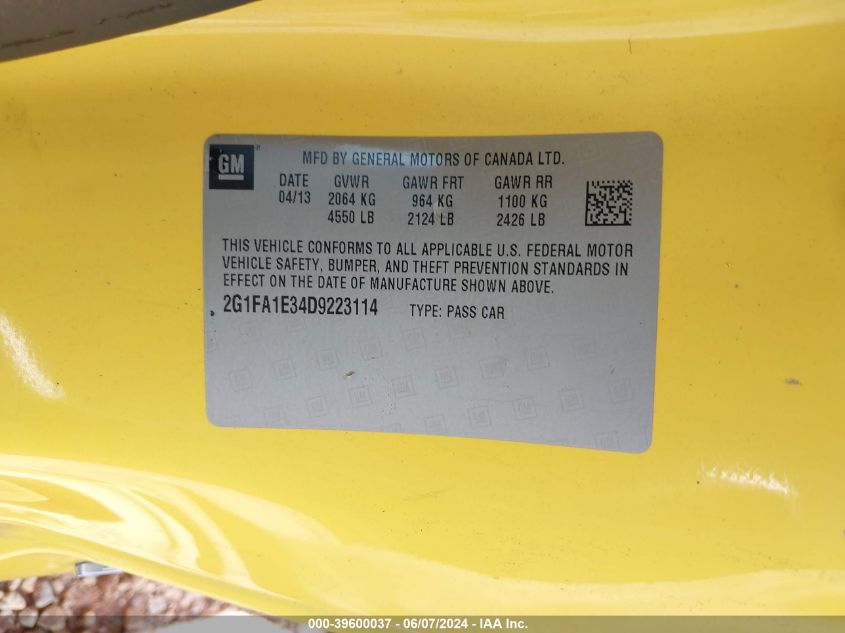 GM
MFD BY GENERAL MOTORS OF CANADA LTD.
DATE GVWR GAWR FRT GAWR RR
04/13 2064 KG 964 KG 1100 KG
4550 LB 2124 LB 2426 LB
THIS VEHICLE CONFORMS TO ALL APPLICABLE U.S. FEDERAL MOTOR
VEHICLE SAFETY, BUMPER, AND THEFT PREVENTION STANDARDS IN
EFFECT ON THE DATE OF MANUFACTURE SHOWN ABOVE.
2G1FA1E34D9223114 TYPE: PASS CAR
000-39600037 - 06/07/2024 - IAA Inc.